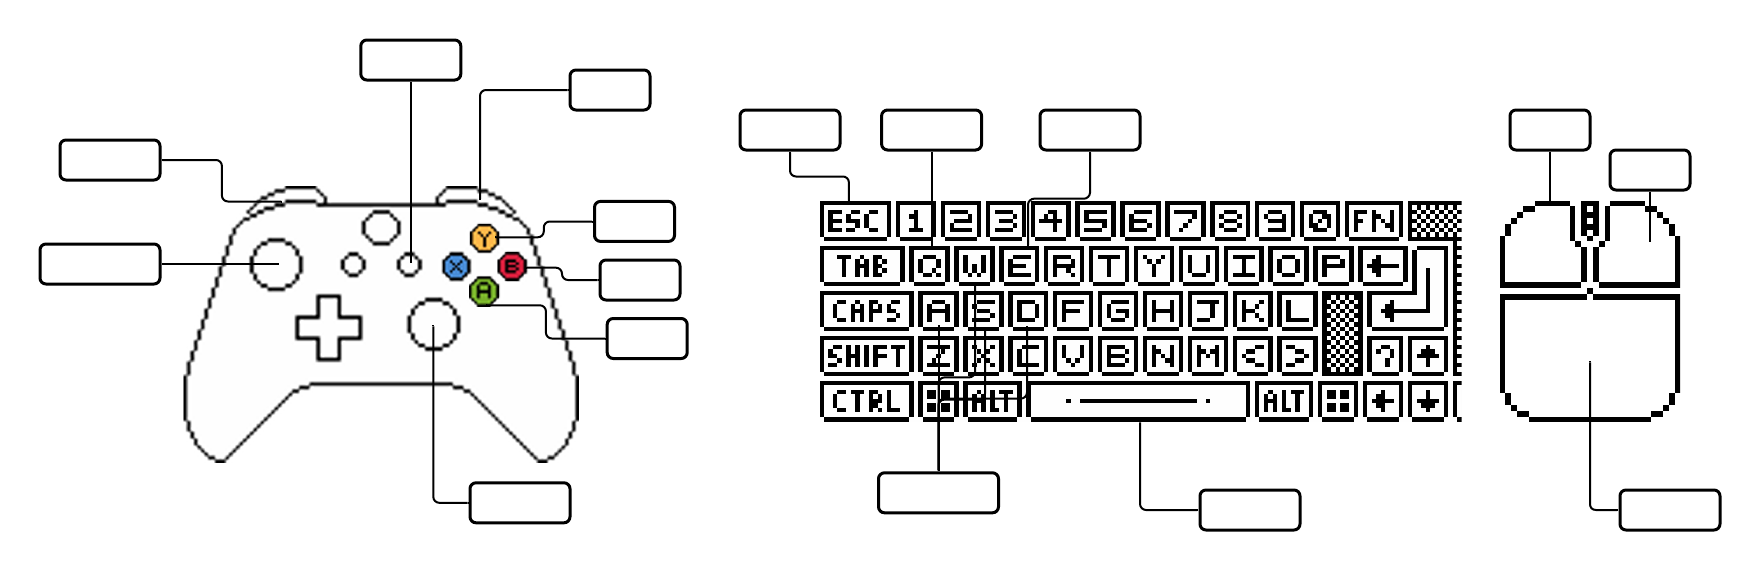 Y
X B
A
ESC 1 2 3 4 5 6 7 8 9 0 FN
TAB Q W E R T Y U I O P
CAPS A S D F G H J K L
SHIFT Z X C V B N M < > ?
CTRL ALT ALT